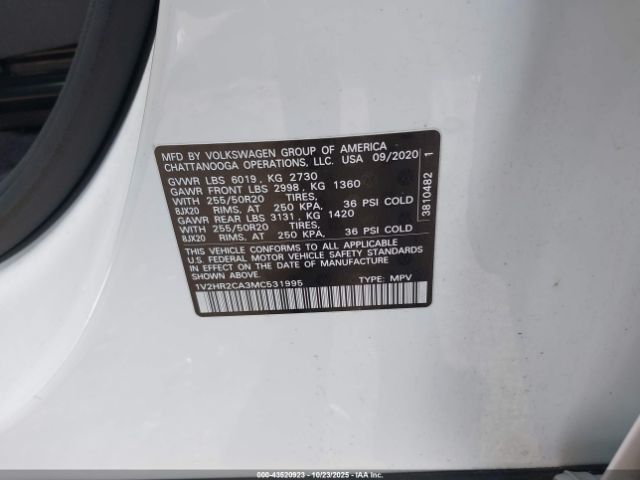 MFD BY VOLKSWAGEN GROUP OF AMERICA
CHATTANOOGA OPERATIONS, LLC. USA 09/2020
GVWR LBS 6019, KG 2730
GAWR FRONT LBS 2998, KG 1360
WITH 255/50R20 TIRES,
8JX20 RIMS, AT 250 KPA, 36 PSI COLD
GAWR REAR LBS 3131, KG 1420
WITH 255/50R20 TIRES,
8JX20 RIMS, AT 250 KPA, 36 PSI COLD
THIS VEHICLE CONFORMS TO ALL APPLICABLE
U.S. FEDERAL MOTOR VEHICLE SAFETY STANDARDS
IN EFFECT ON THE DATE OF MANUFACTURE
SHOWN ABOVE.
1V2HR2CA3MC531995 TYPE: MPV
3810482 1
000-43520923 - 10/23/2025 - IAA Inc.